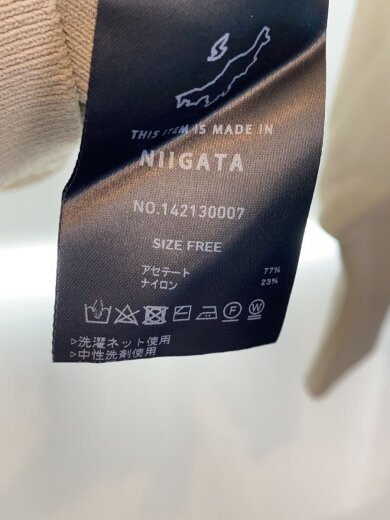 THIS ITEM IS MADE IN
NIIGATA
NO.142130007
SIZE FREE
アセテート 77%
ナイロン 23%
▷洗濯ネット使用
▷中性洗剤使用